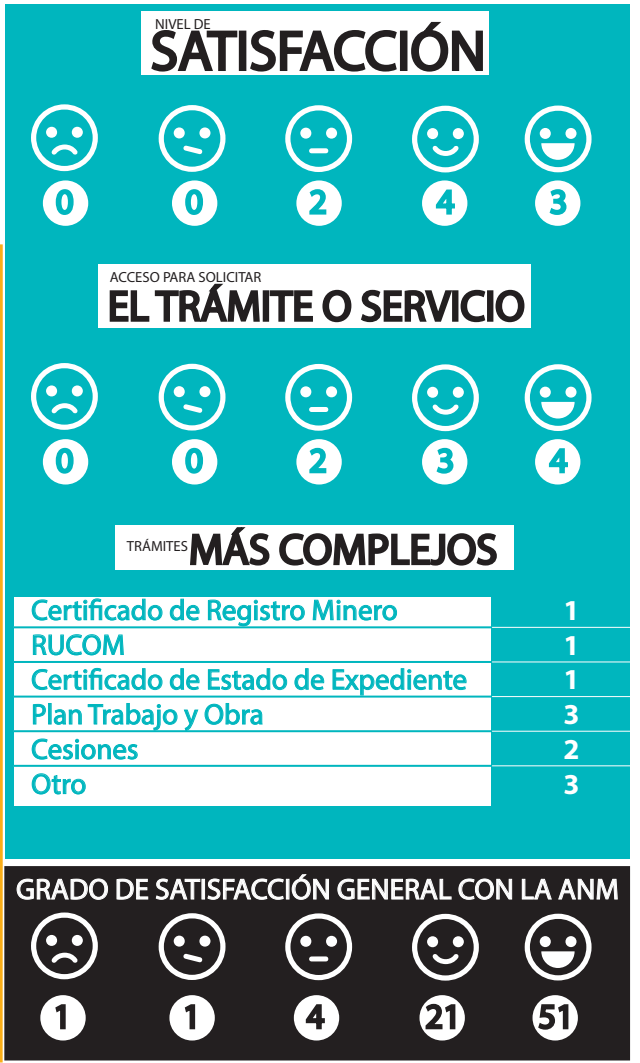 NIVEL DE
SATISFACCIÓN
0 0 2 4 3
ACCESO PARA SOLICITAR
EL TRÁMITE O SERVICIO
0 0 2 3 4
TRÁMITES MÁS COMPLEJOS
Certificado de Registro Minero 1
RUCOM 1
Certificado de Estado de Expediente 1
Plan Trabajo y Obra 3
Cesiones 2
Otro 3
GRADO DE SATISFACCIÓN GENERAL CON LA ANM
1 1 4 21 51